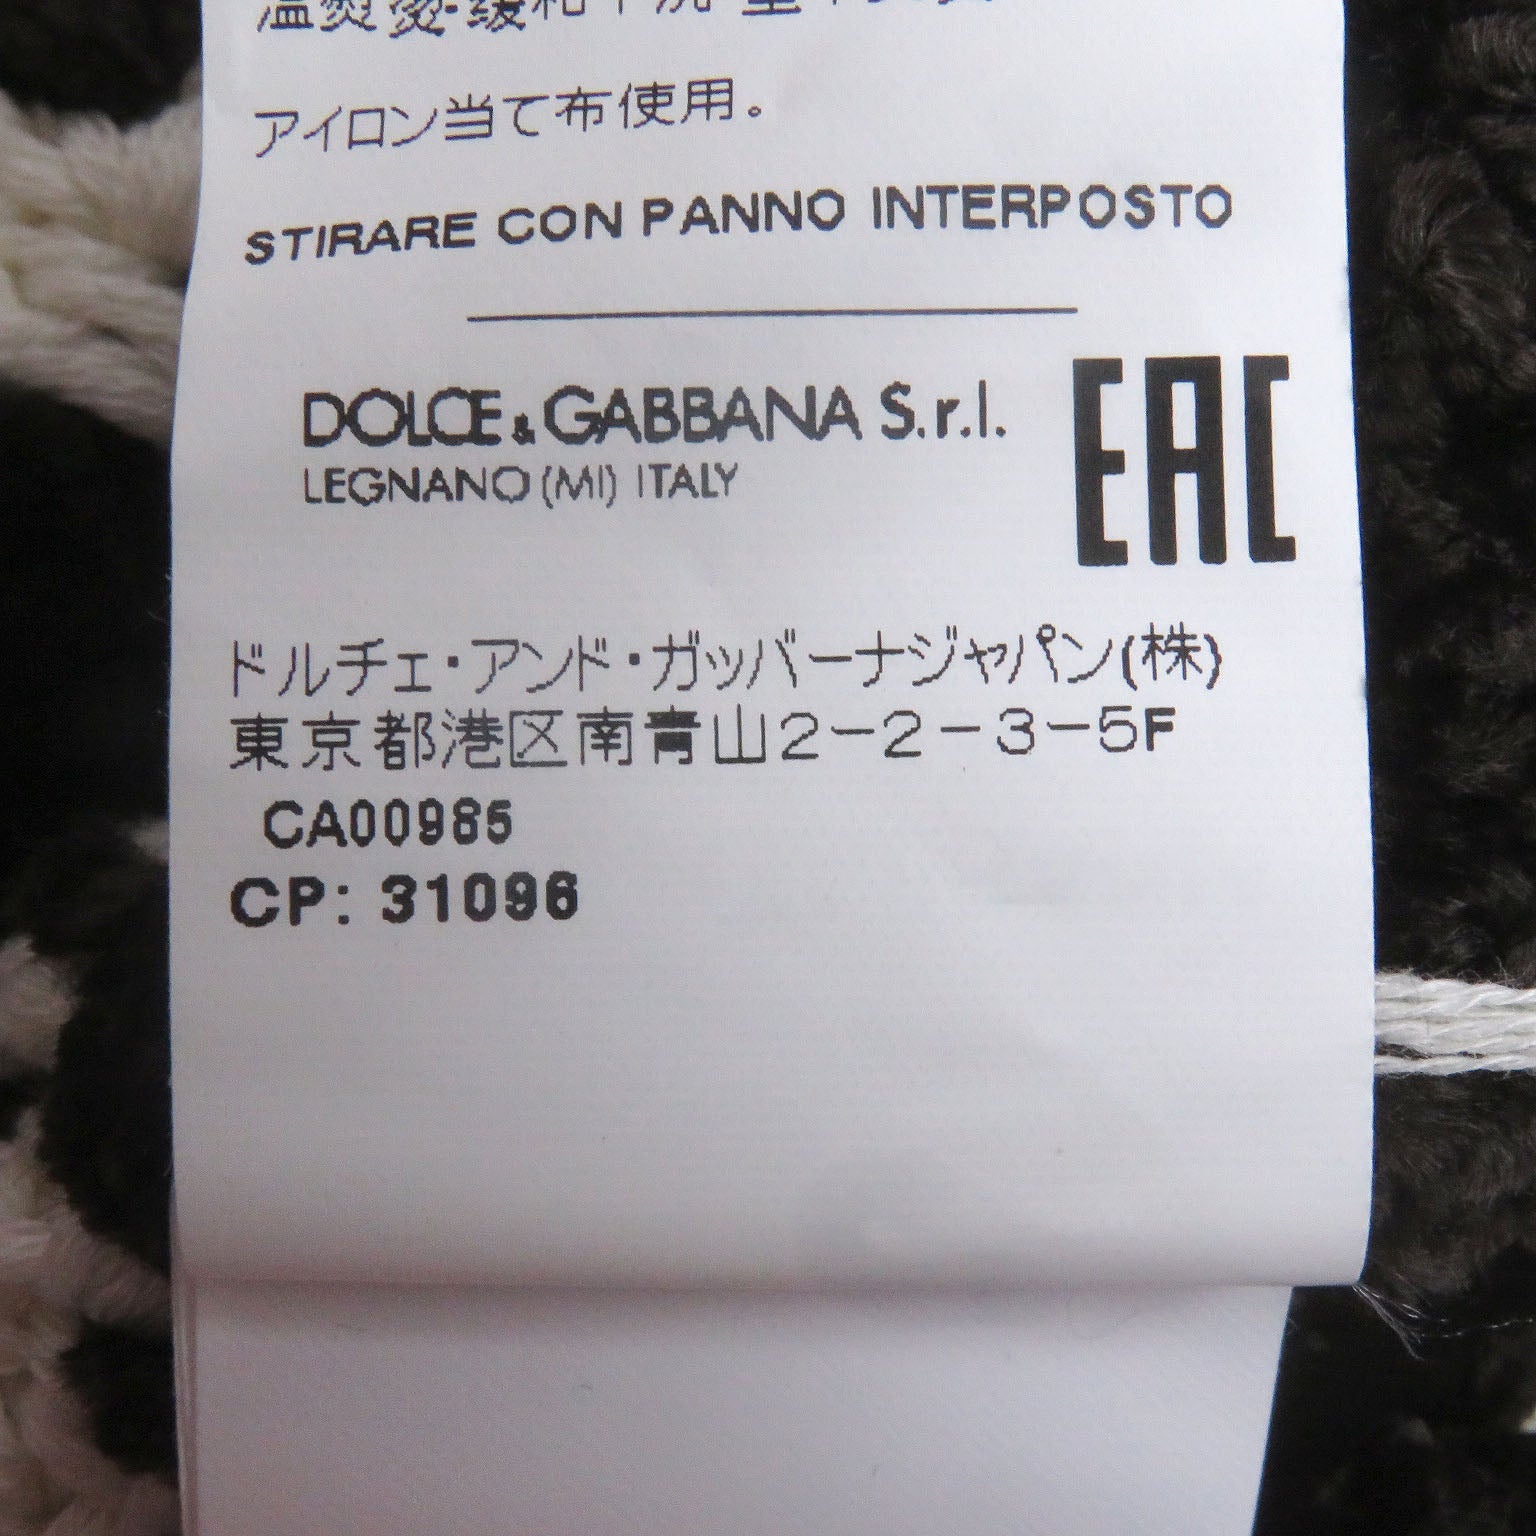 アイロン当て布使用。
STIRARE CON PANNO INTERPOSTO
DOLCE & GABBANA S.r.l.
LEGNANO (MI) ITALY
EAC
ドルチェ・アンド・ガッバーナジャパン(株)
東京都港区南青山2-2-3-5F
CA00985
CP: 31096